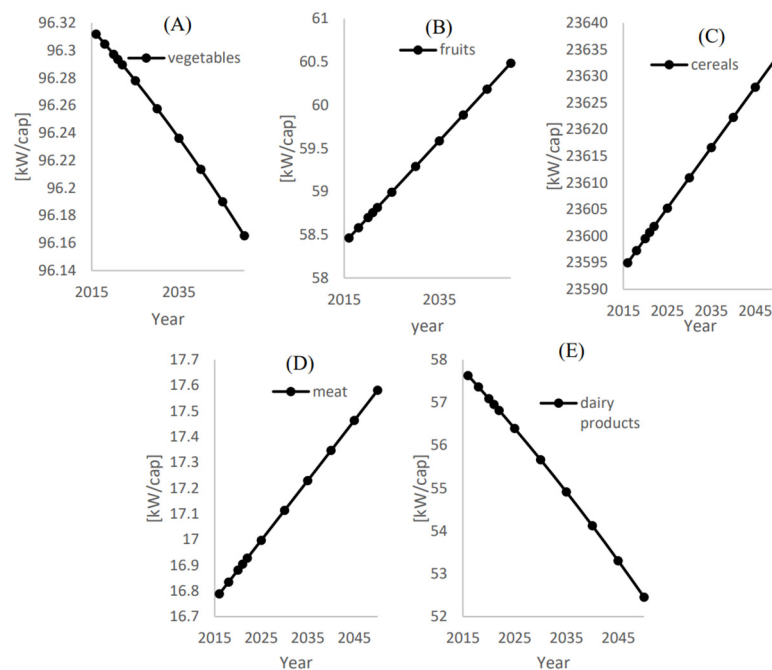 (A)
[kW/cap]
96.32
96.3
96.28
96.26
96.24
96.22
96.2
96.18
96.16
96.14
vegetables
2015 2035
Year
(B)
[kW/cap]
61
60.5
60
59.5
59
58.5
58
fruits
2015 2035
year
(C)
[kW/cap]
23640
23635
23630
23625
23620
23615
23610
23605
23600
23595
23590
cereals
2015 2025 2035 2045
Year
(D)
[kW/cap]
17.7
17.6
17.5
17.4
17.3
17.2
17.1
17
16.9
16.8
16.7
meat
2015 2025 2035 2045
Year
(E)
[kW/cap]
58
57
56
55
54
53
52
dairy
products
2015 2025 2035 2045
Year